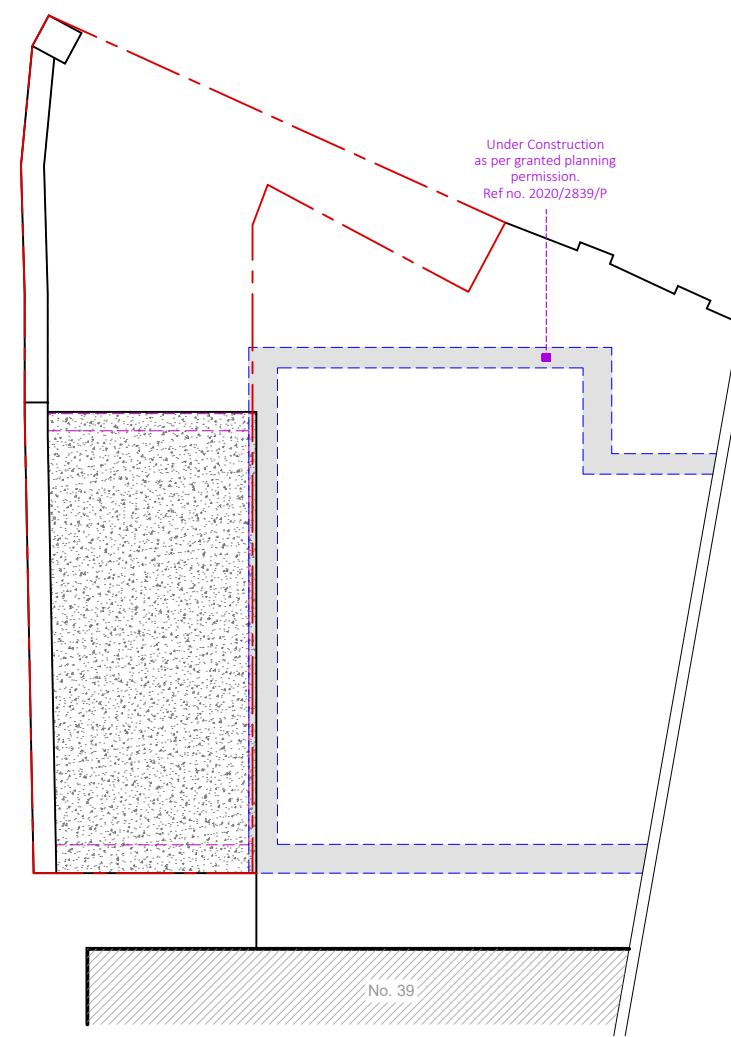 Under Construction
as per granted planning
permission.
Ref no. 2020/2839/P
No. 39